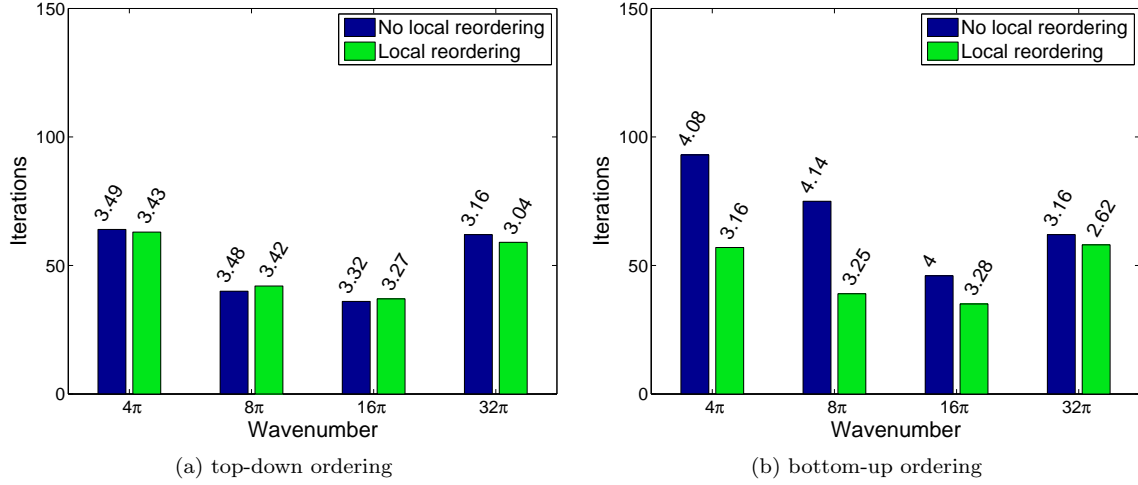 150
100
50
0
Iterations
No local reordering
Local reordering
3.49
3.43
3.48
3.42
3.32
3.27
3.16
3.04
4π
8π
16π
32π
Wavenumber
(a) top-down ordering
150
100
50
0
Iterations
No local reordering
Local reordering
4.08
3.16
4.14
3.25
4
3.28
3.16
2.62
4π
8π
16π
32π
Wavenumber
(b) bottom-up ordering